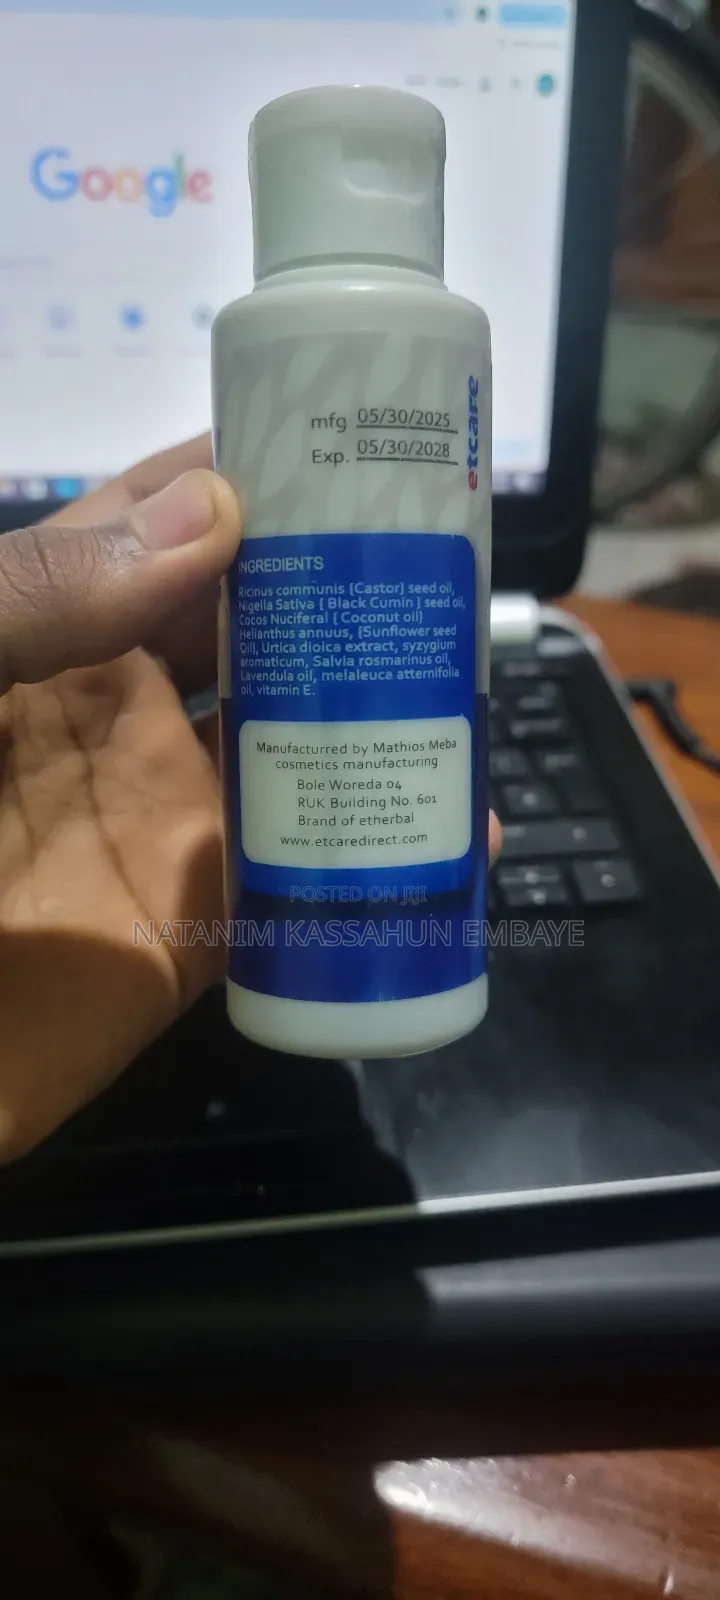 Google
etcare
mfg 05/30/2025
Exp. 05/30/2028
INGREDIENTS
Ricinus communis [Castor] seed oil,
Nigella Sativa [ Black Cumin ] seed oil,
Cocos Nuciferal [ Coconut oil]
Helianthus annuus, [Sunflower seed
Oil], Urtica dioica extract, syzygium
aromaticum, Salvia rosmarinus oil,
Lavendula oil, melaleuca atternifolia
oil, vitamin E.
Manufacturred by Mathios Meba
cosmetics manufacturing
Bole Woreda 04
RUK Building No. 601
Brand of etherbal
www.etcaredirect.com
POSTED ON JIJI
NATANIM KASSAHUN EMBAYE